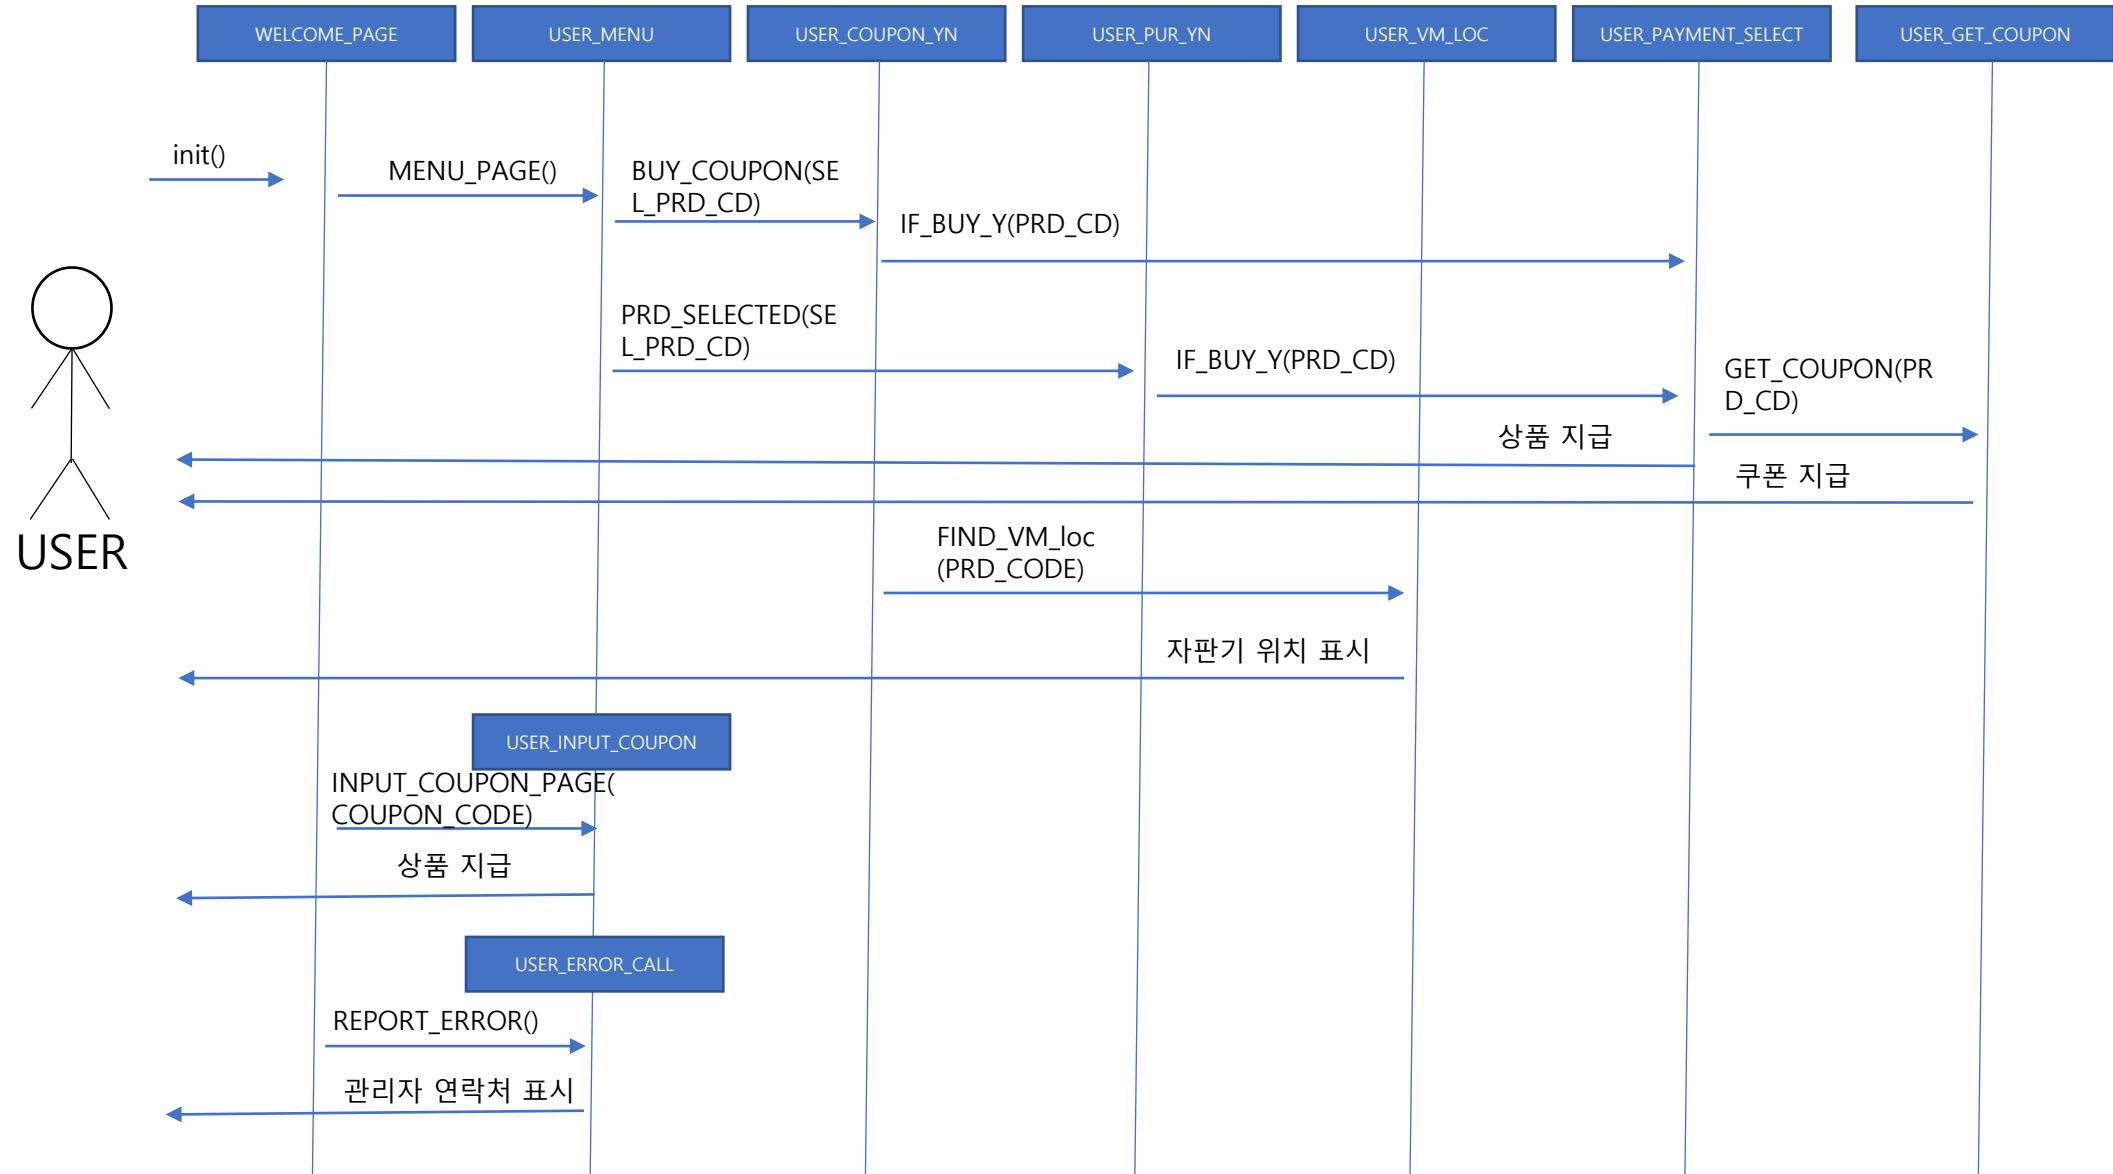 WELCOME_PAGE
USER_MENU
USER_COUPON_YN
USER_PUR_YN
USER_VM_LOC
USER_PAYMENT_SELECT
USER_GET_COUPON
init()
MENU_PAGE()
BUY_COUPON(SE
L_PRD_CD)
IF_BUY_Y(PRD_CD)
PRD_SELECTED(SE
L_PRD_CD)
IF_BUY_Y(PRD_CD)
GET_COUPON(PR
D_CD)
상품 지급
쿠폰 지급
USER
FIND_VM_loc
(PRD_CODE)
자판기 위치 표시
USER_INPUT_COUPON
INPUT_COUPON_PAGE(
COUPON_CODE)
상품 지급
USER_ERROR_CALL
REPORT_ERROR()
관리자 연락처 표시